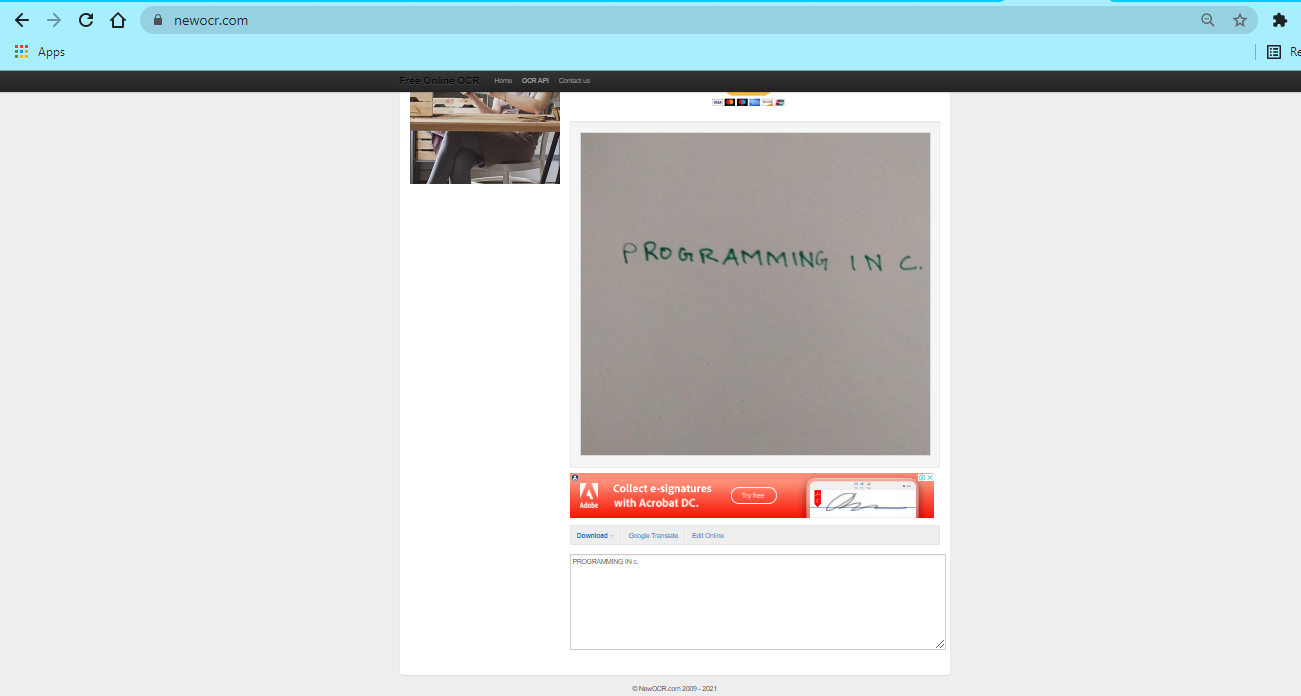 newocr.com
Apps
Re
Free Online OCR Home OCR API Contact us
VISA
PROGRAMMING IN C.
Adobe
Collect e-signatures
with Acrobat DC.
Try free
Download
Google Translate
Edit Online
PROGRAMMING IN c.
© NewOCR.com 2009 - 2021